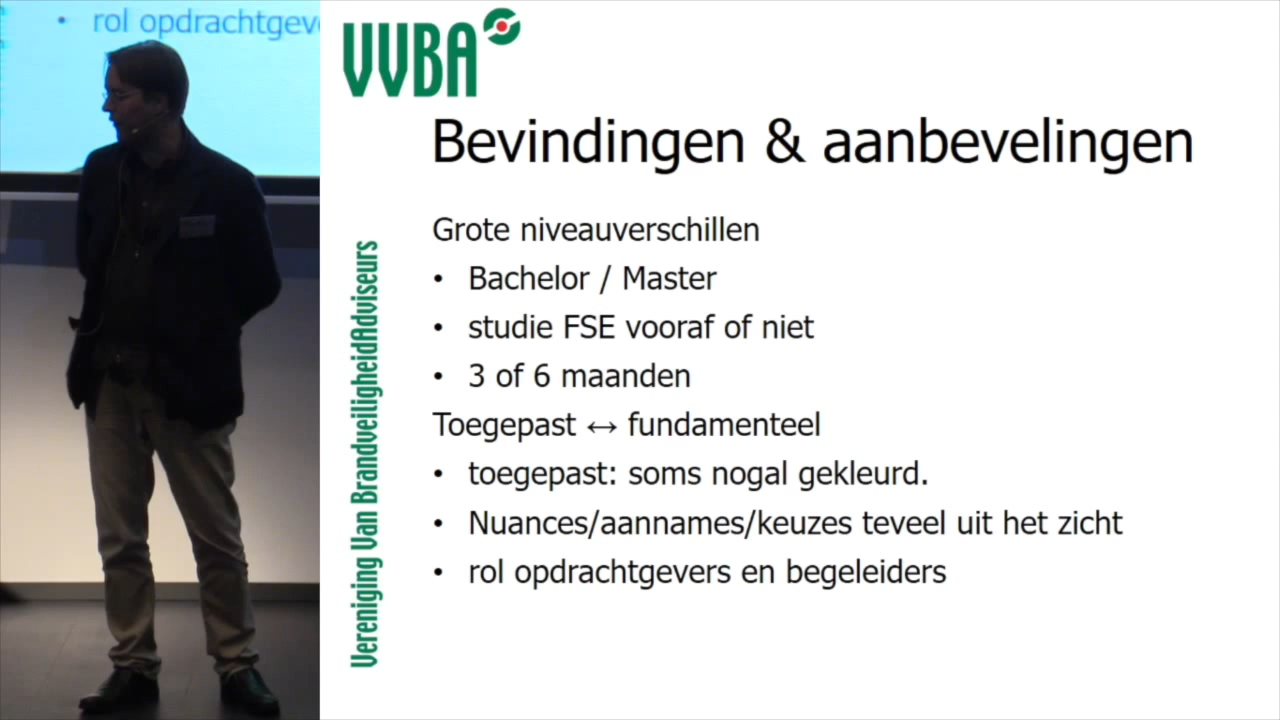 rol opdrachtgev
VVBA
Bevindingen & aanbevelingen
Grote niveauverschillen
• Bachelor / Master
• studie FSE vooraf of niet
• 3 of 6 maanden
Toegepast ↔ fundamenteel
• toegepast: soms nogal gekleurd.
• Nuances/aannames/keuzes teveel uit het zicht
• rol opdrachtgevers en begeleiders
Vereniging Van BrandveiligheidAdviseurs